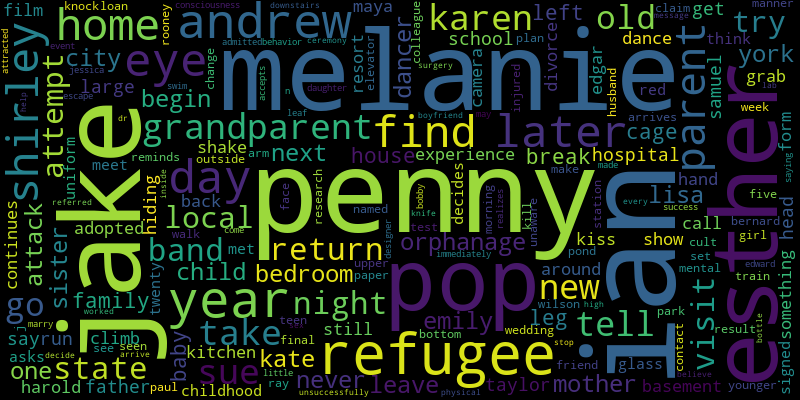 film
knockloan
andrew
rooney
consciousness
maya
left
colleague
karen
downstairs
old
claim
message
get
manner
try
attracted
home
admittedbehavior
ceremony
dancer
school
plan
divorced
dance
think
york
city
large
eye
change
resort
elevator
melanie
camera
surgery
edgar
husband
red
arrives
parent
samuel
grab
week
event
jessica
escape
swim
accepts
daughter
n
boyfriend
injured
shirley
help
attempt
begin
leaf
jake
dr
grandparent
find
later
cage
lab
form
saying
uniform
meet
reminds
shake
outside
arm
next
house
experience
break
hospital
make
ian
esther
hand
five
head
continues
attack
adopted
hiding
inside
day
back
face
research
penny
bobby
knife
decides
morning
realizes
kill
unaware
named
lisa
station
made
every
success
call
bernard
girl
cult
set
mental
edward
train
referred
local
come
walk
met
test
designer
orphanage
kiss
show
pond
sister
band
return
upper
paper
immediately
go
family
twenty
child
bedroom
pop
around
new
wilson
high
park
visit
something
signed
j
marry
worked
year
night
emily
leg
tell
contact
result
bottle
sayrun
climb
seen
see
arrive
take
teen
still
final
bottom
wedding
stop
asks
decide
baby
kitchen
refugee
friend
glass
believe
one
state
sue
kate
little
never
leave
taylor
mother
basement
younger
harold
father
paul
childhood
ray
unsuccessfully
physical